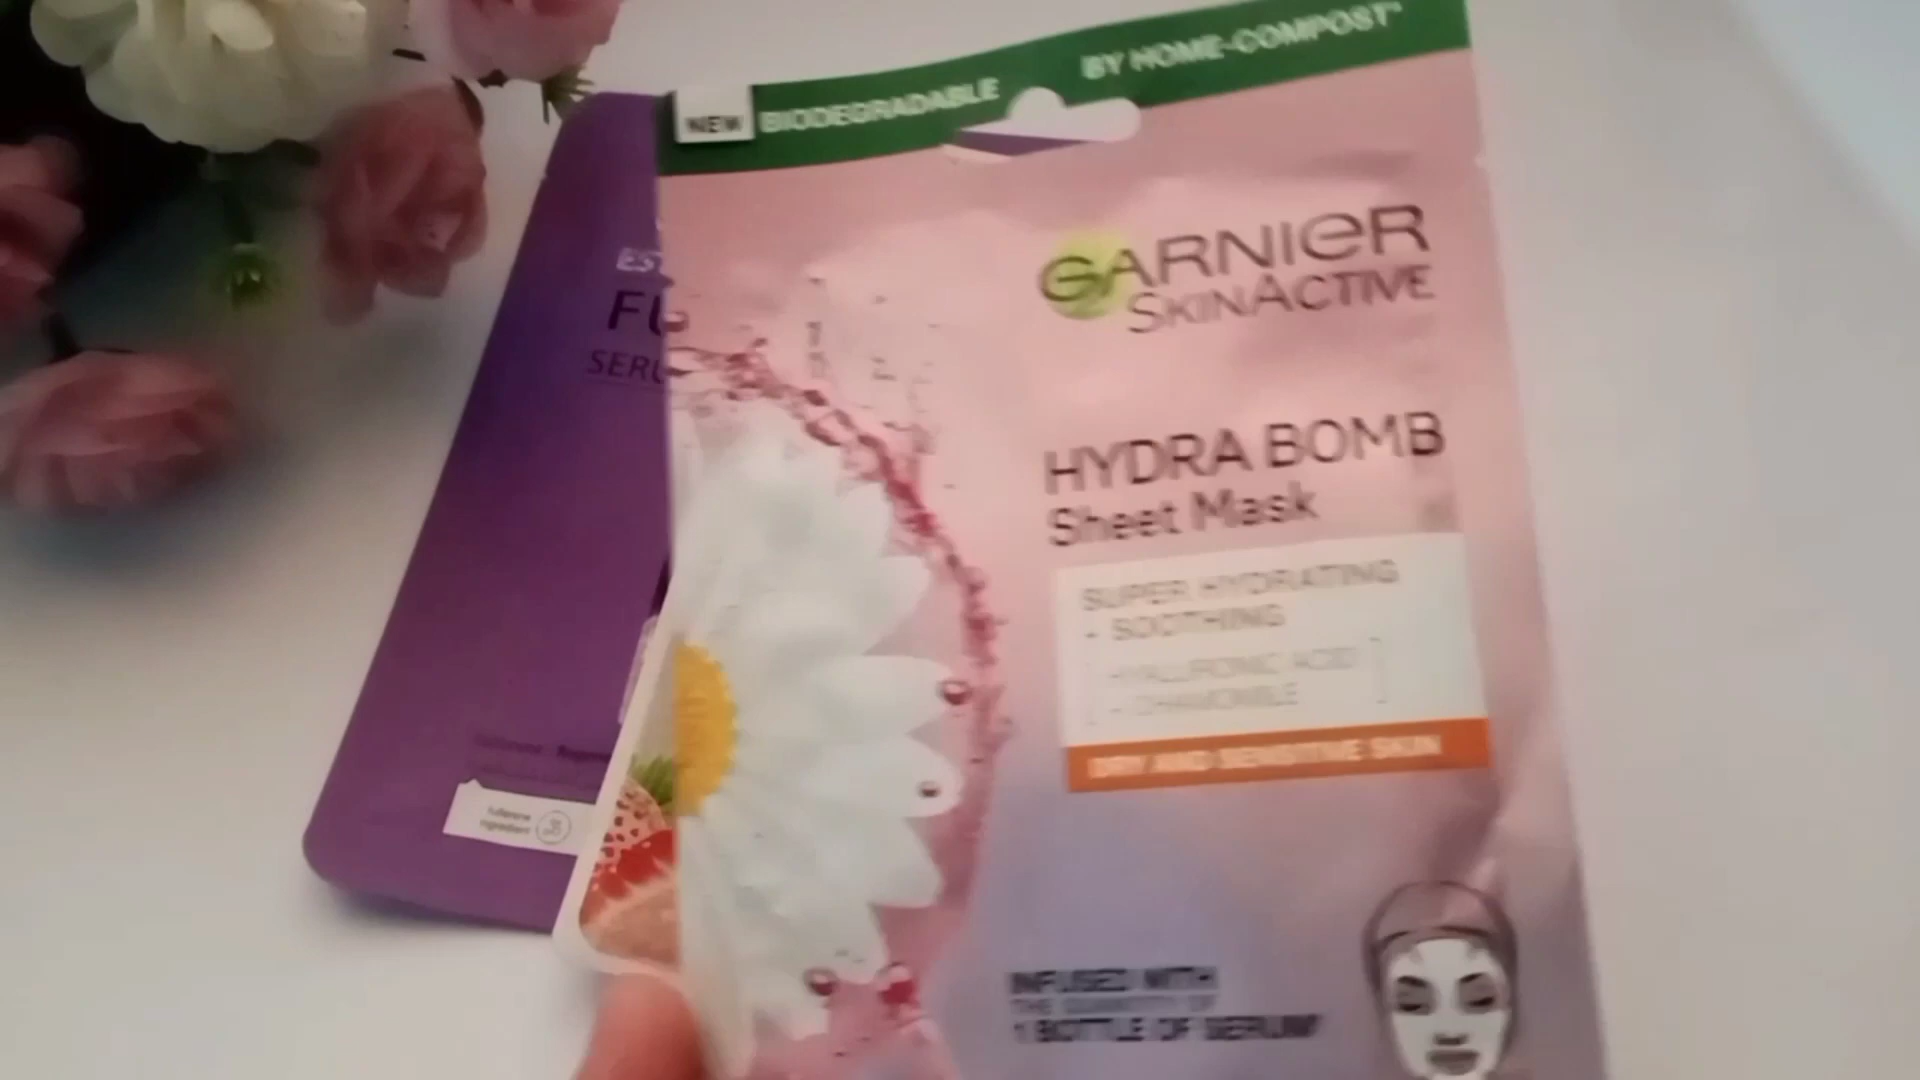 NEW BIODEGRADABLE BY HOME-COMPOST*
GARNIER
SKINACTIVE
HYDRA BOMB
Sheet Mask
SUPER HYDRATING
+ SOOTHING
[HYALURONIC ACID
+ CHAMOMILE]
DRY AND SENSITIVE SKIN
INFUSED WITH
THE QUANTITY OF
1 BOTTLE OF SERUM
EST
FU
SERU